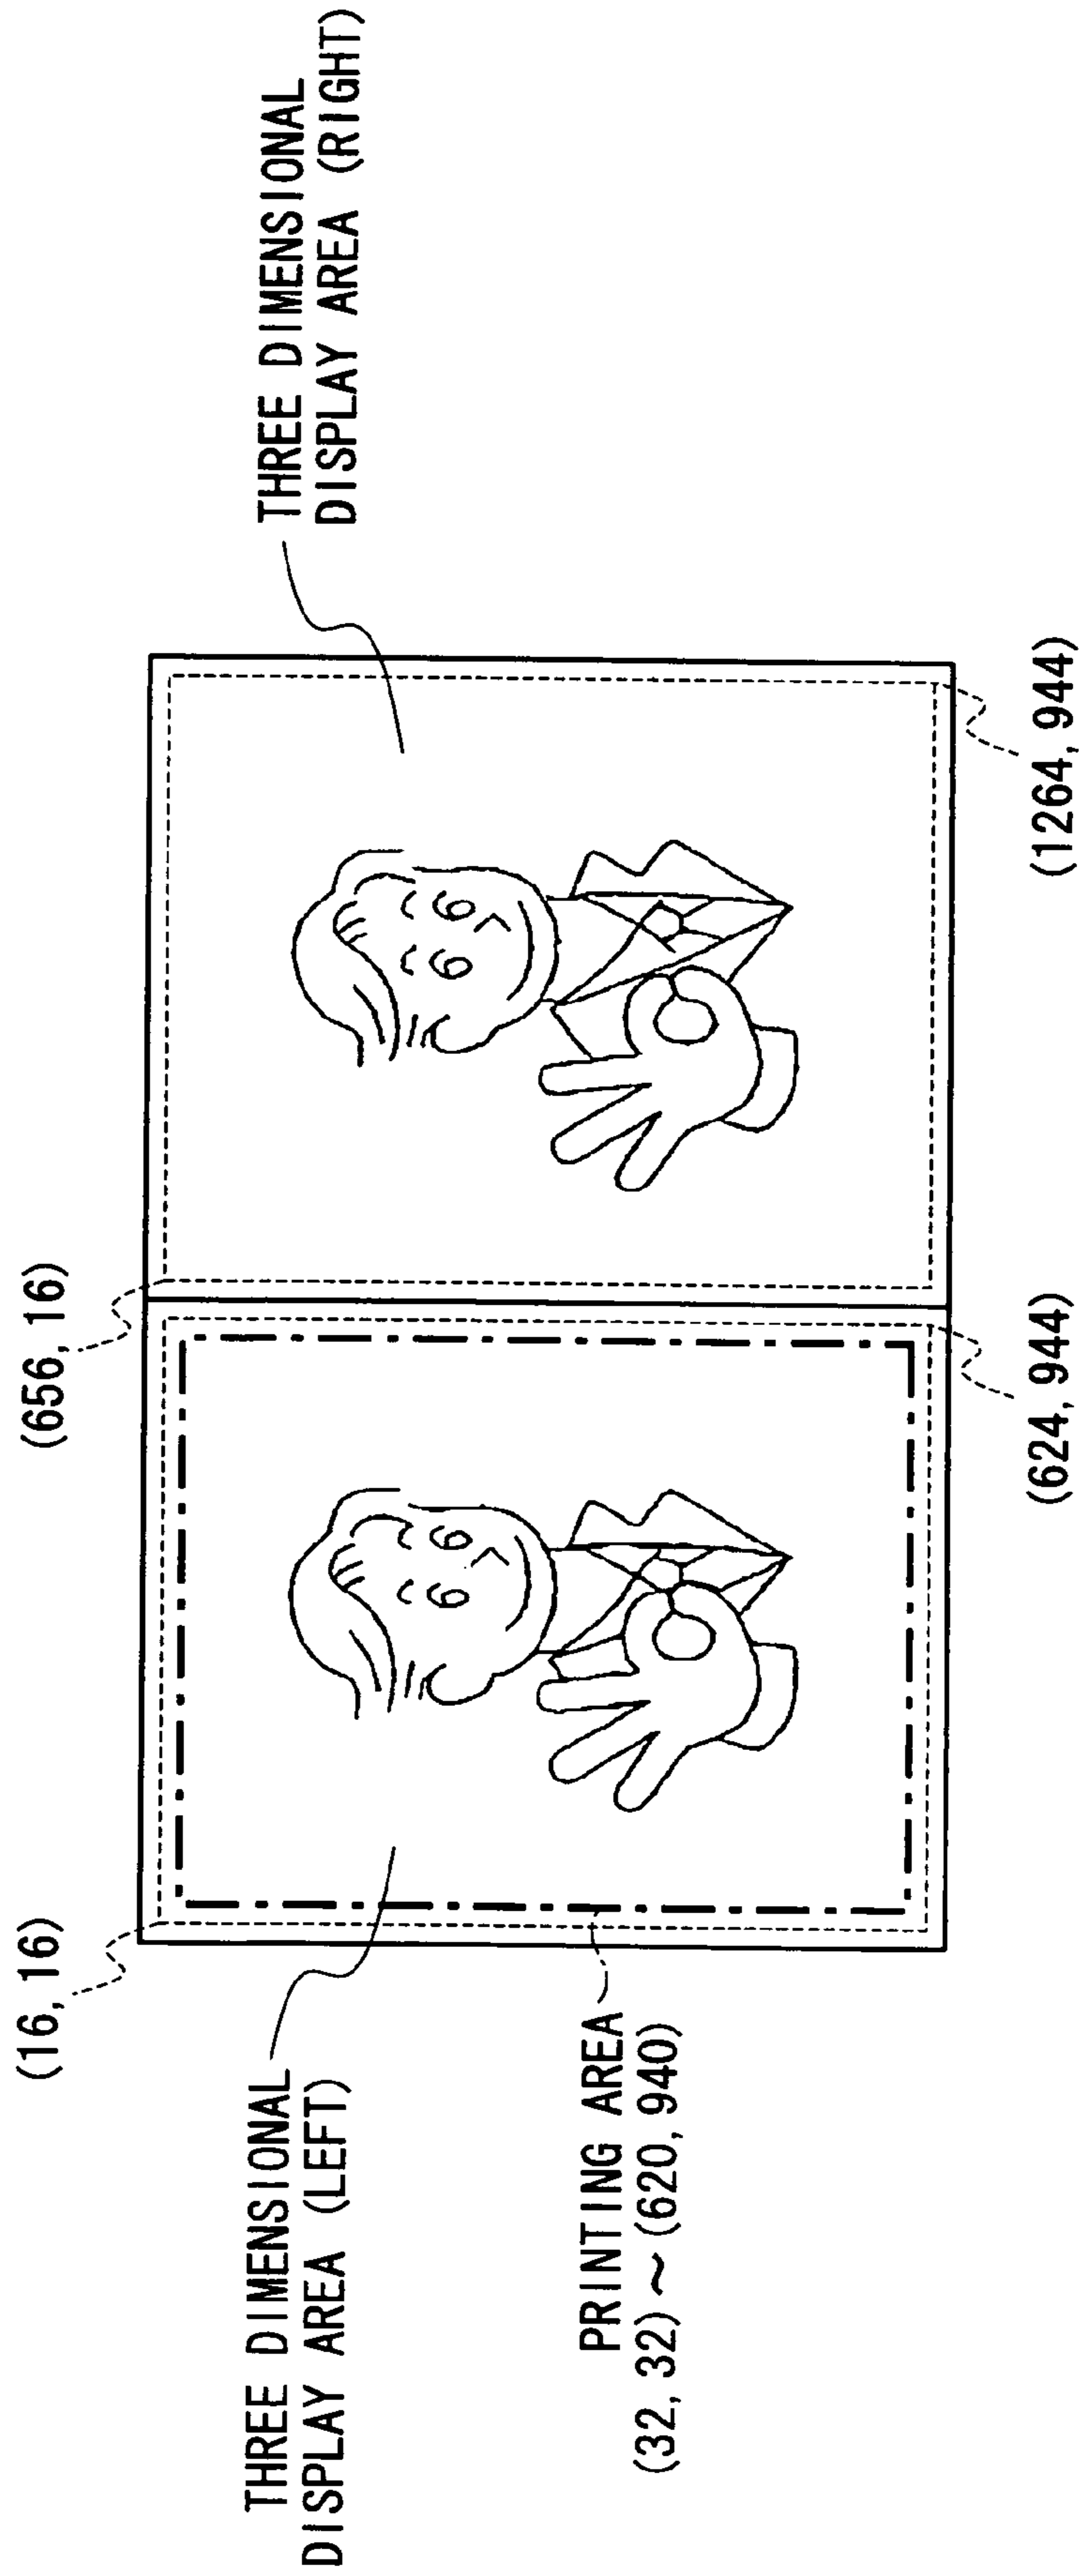 (16, 16)
(656, 16)
THREE DIMENSIONAL
DISPLAY AREA (LEFT)
THREE DIMENSIONAL
DISPLAY AREA (RIGHT)
PRINTING AREA
(32, 32) ~ (620, 940)
(624, 944)
(1264, 944)